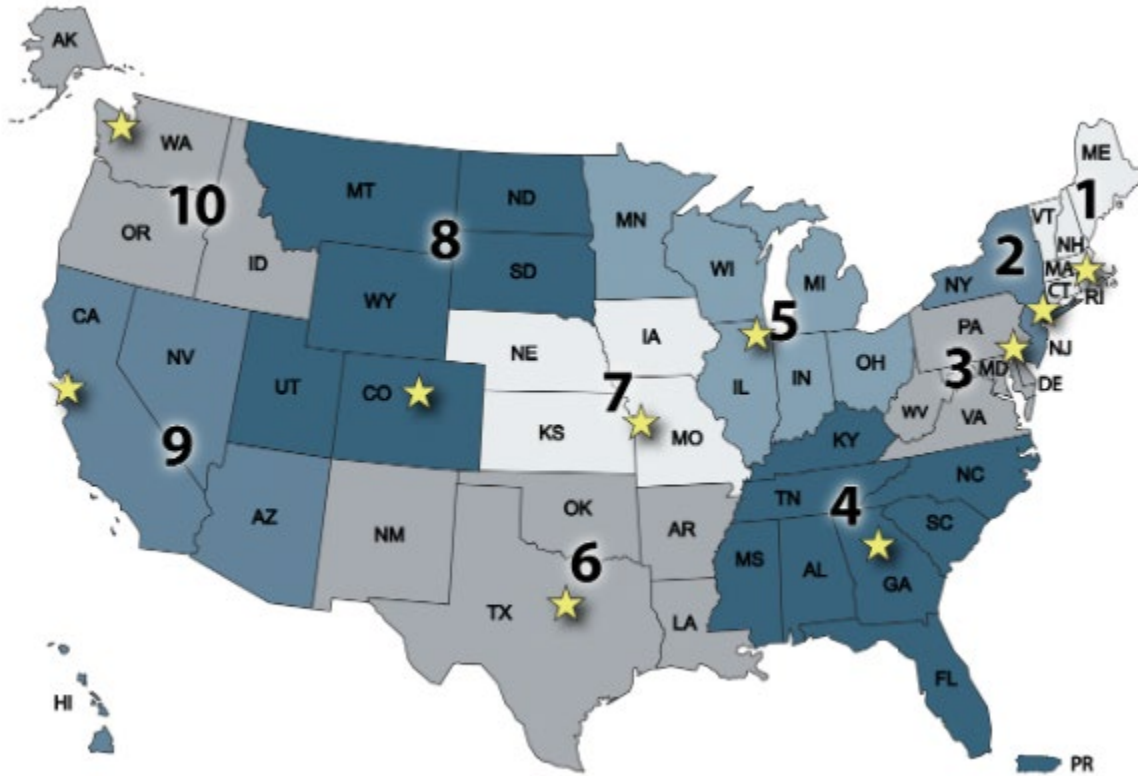 AK
WA
ME
MT
ND
10
MN
VT
1
OR
8
NH
ID
WI
2
SD
MI
NY
MA
CT
RI
WY
CA
5
PA
IA
NE
NJ
NV
OH
MD
3
DE
UT
CO
7
IL
IN
WV
VA
KS
MO
KY
9
NC
TN
OK
4
AZ
SC
NM
AR
MS
AL
6
GA
TX
LA
FL
HI
PR